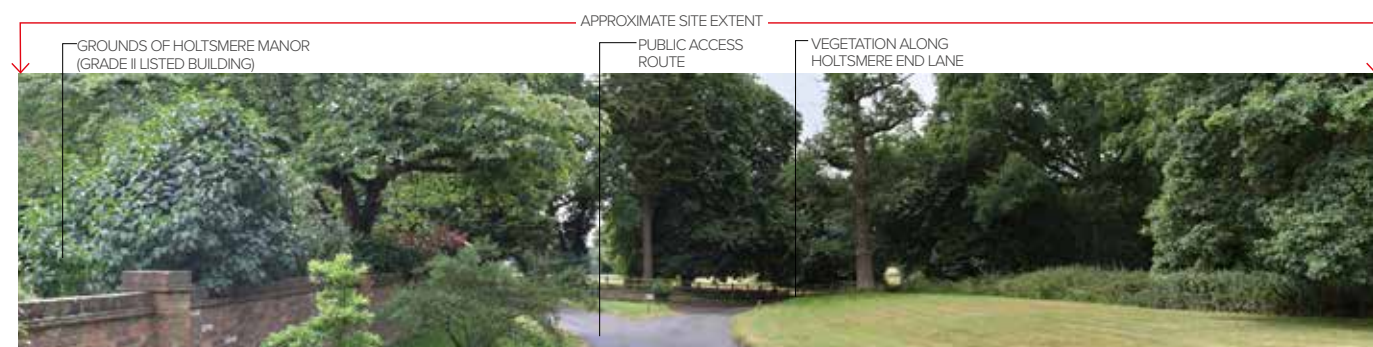 APPROXIMATE SITE EXTENT
GROUNDS OF HOLTSMERE MANOR
(GRADE II LISTED BUILDING)
PUBLIC ACCESS
ROUTE
VEGETATION ALONG
HOLTSMERE END LANE